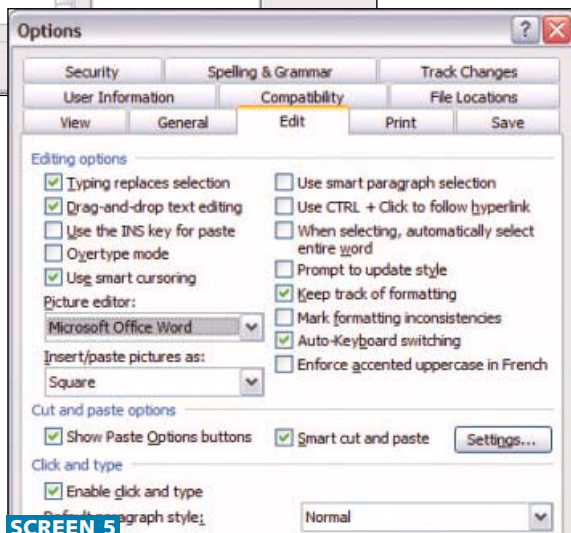 Options
Security Spelling & Grammar Track Changes
User Information Compatibility File Locations
View General Edit Print Save
Editing options
Typing replaces selection
Drag-and-drop text editing
Use the INS key for paste
Overtype mode
Use smart cursoring
Picture editor:
Microsoft Office Word
Insert/paste pictures as:
Square
Use smart paragraph selection
Use CTRL + Click to follow hyperlink
When selecting, automatically select
entire word
Prompt to update style
Keep track of formatting
Mark formatting inconsistencies
Auto-Keyboard switching
Enforce accented uppercase in French
Cut and paste options
Show Paste Options buttons Smart cut and paste Settings...
Click and type
Enable click and type
paragraph style: Normal
SCREEN 5